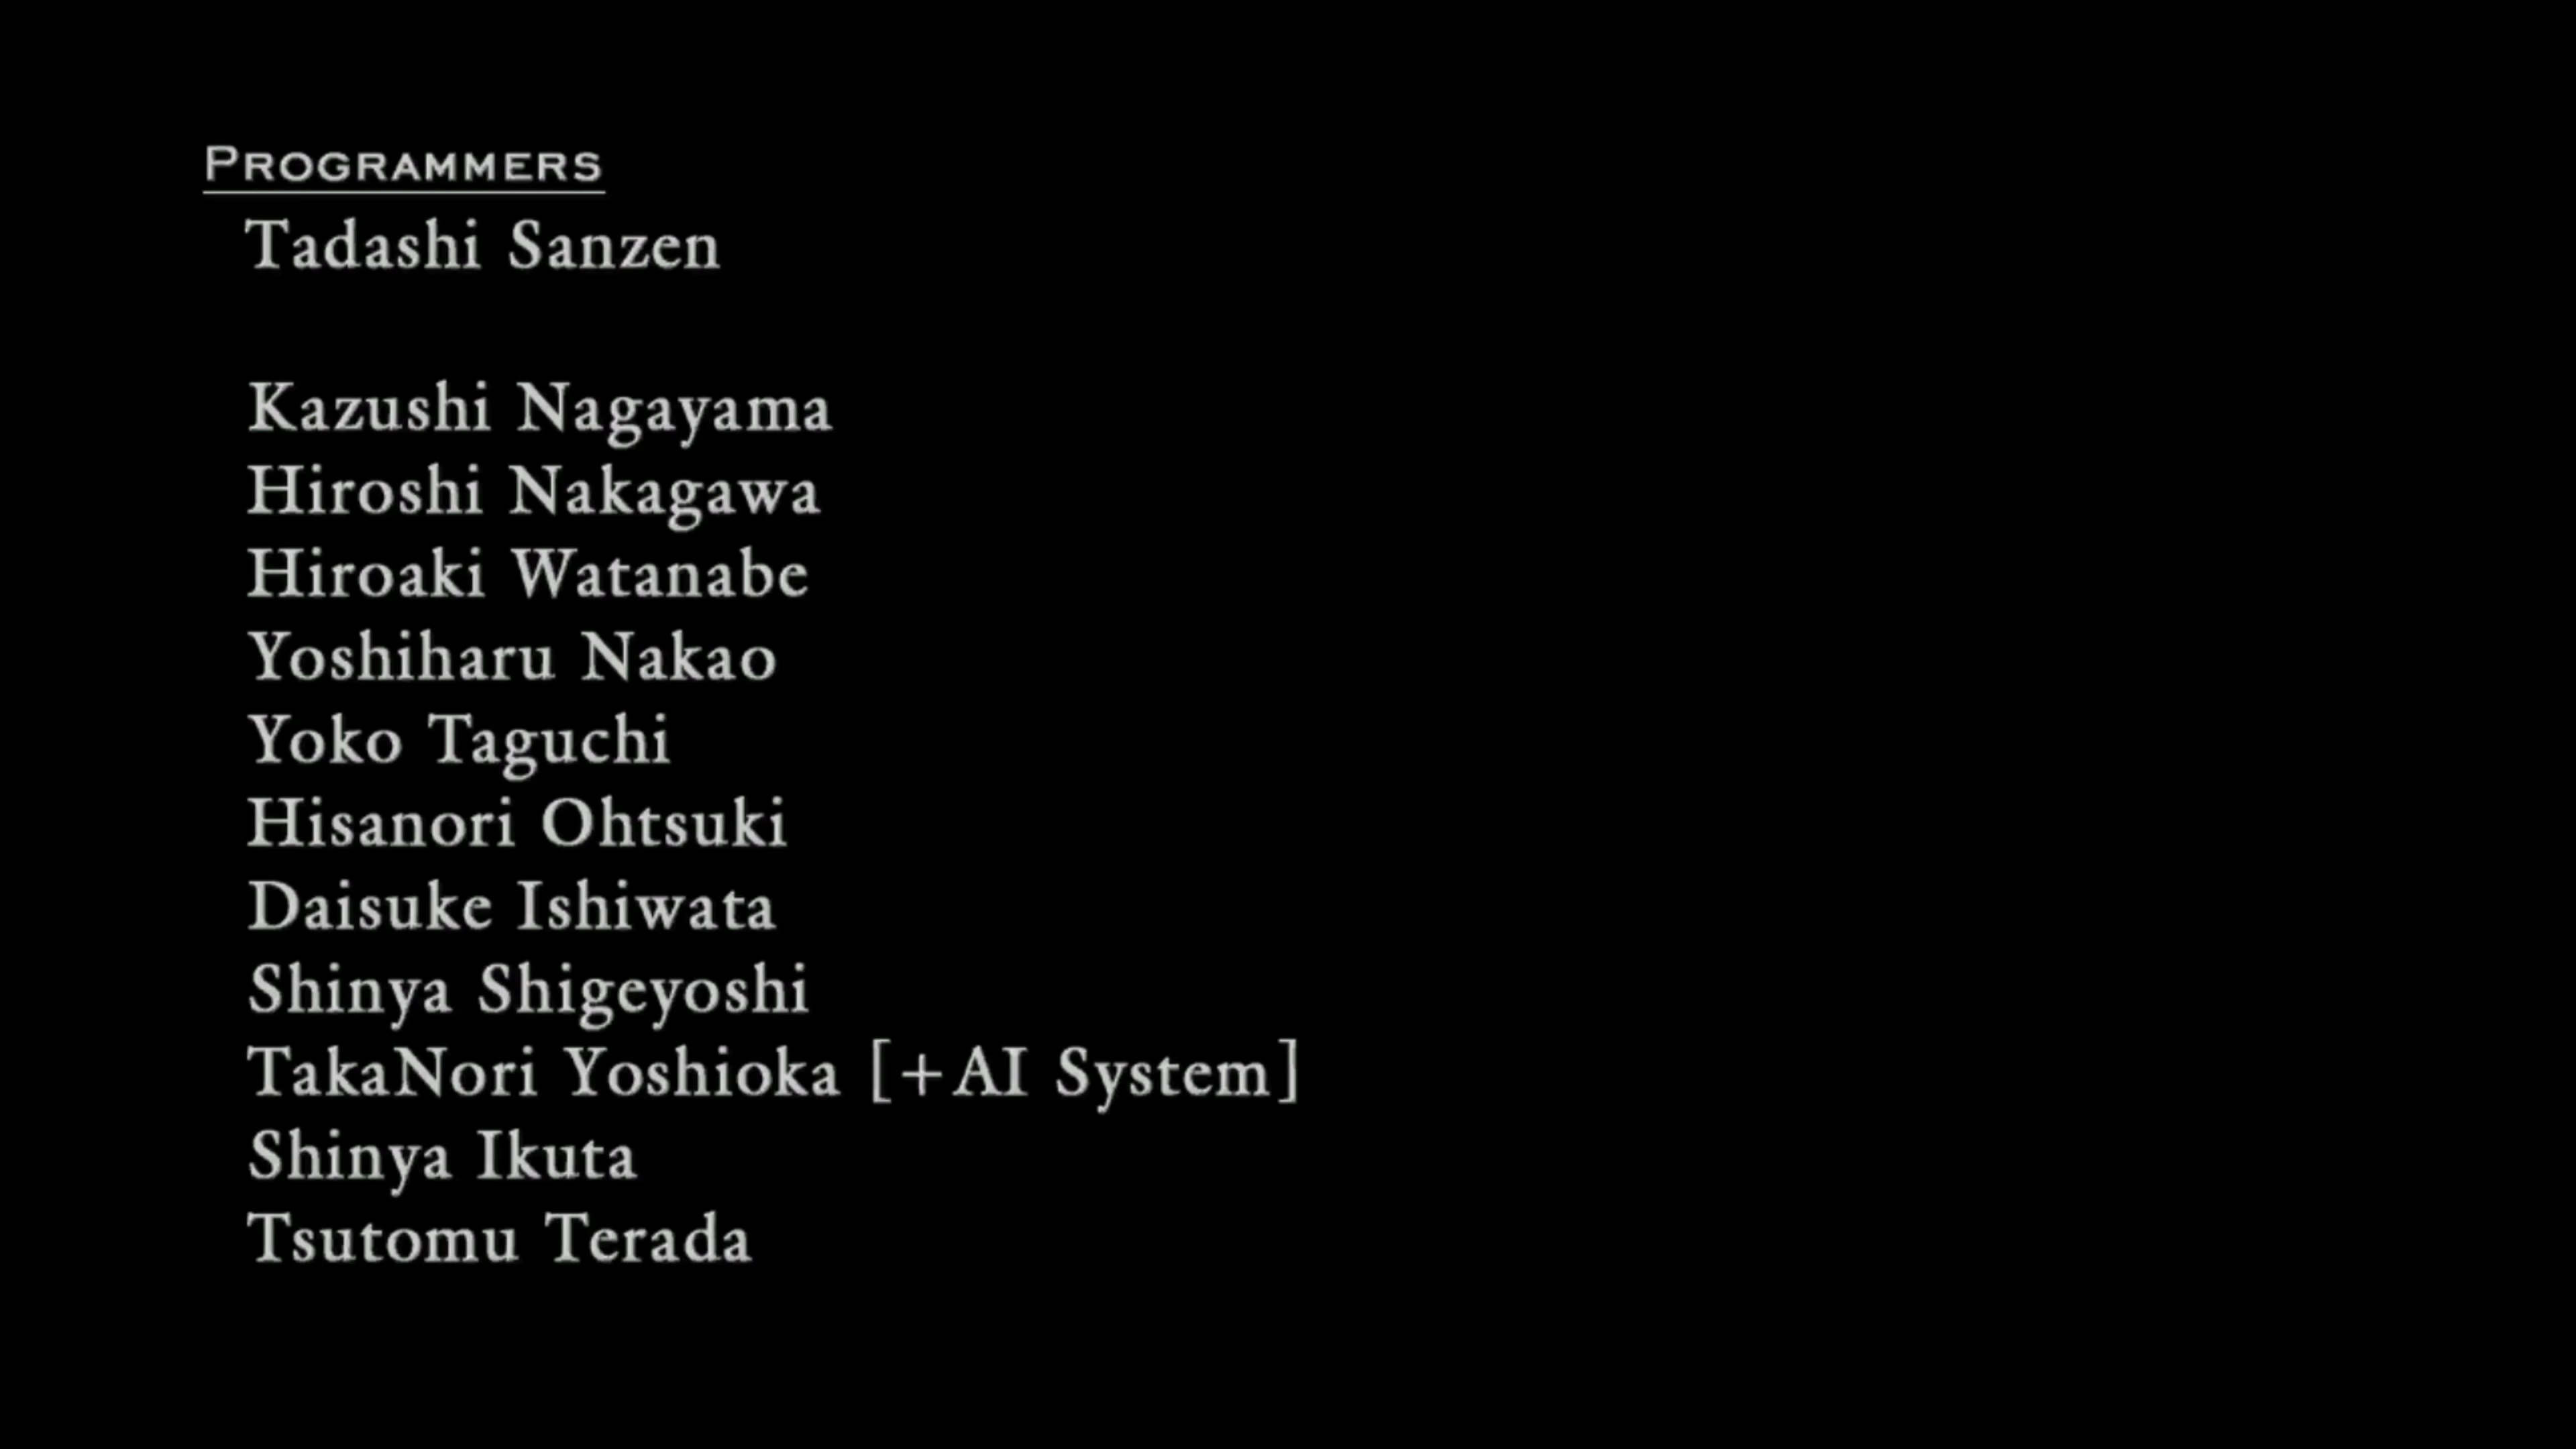 PROGRAMMERS
Tadashi Sanzen
Kazushi Nagayama
Hiroshi Nakagawa
Hiroaki Watanabe
Yoshiharu Nakao
Yoko Taguchi
Hisanori Ohtsuki
Daisuke Ishiwata
Shinya Shigeyoshi
TakaNori Yoshioka [+AI System]
Shinya Ikuta
Tsutomu Terada